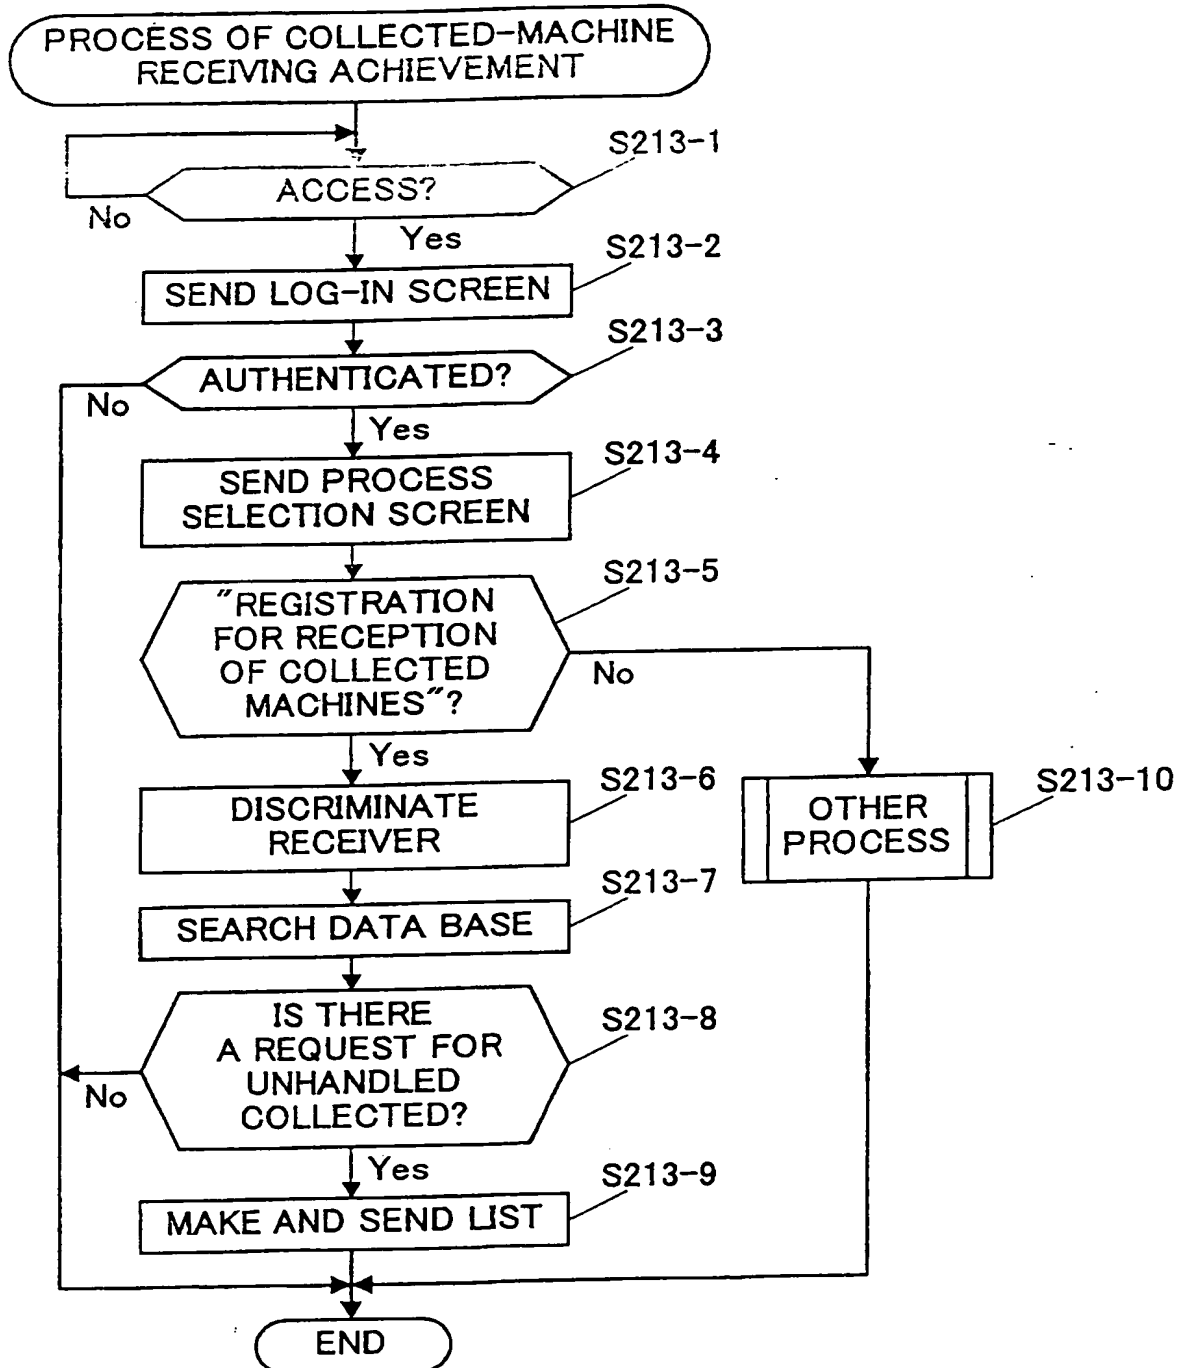 PROCESS OF COLLECTED-MACHINE
RECEIVING ACHIEVEMENT
S213-1
ACCESS?
No
Yes
S213-2
SEND LOG-IN SCREEN
S213-3
AUTHENTICATED?
No
Yes
S213-4
SEND PROCESS
SELECTION SCREEN
S213-5
"REGISTRATION
FOR RECEPTION
OF COLLECTED
MACHINES"?
No
Yes
S213-6
DISCRIMINATE
RECEIVER
S213-10
OTHER
PROCESS
S213-7
SEARCH DATA BASE
S213-8
IS THERE
A REQUEST FOR
UNHANDLED
COLLECTED?
No
Yes
S213-9
MAKE AND SEND LIST
END